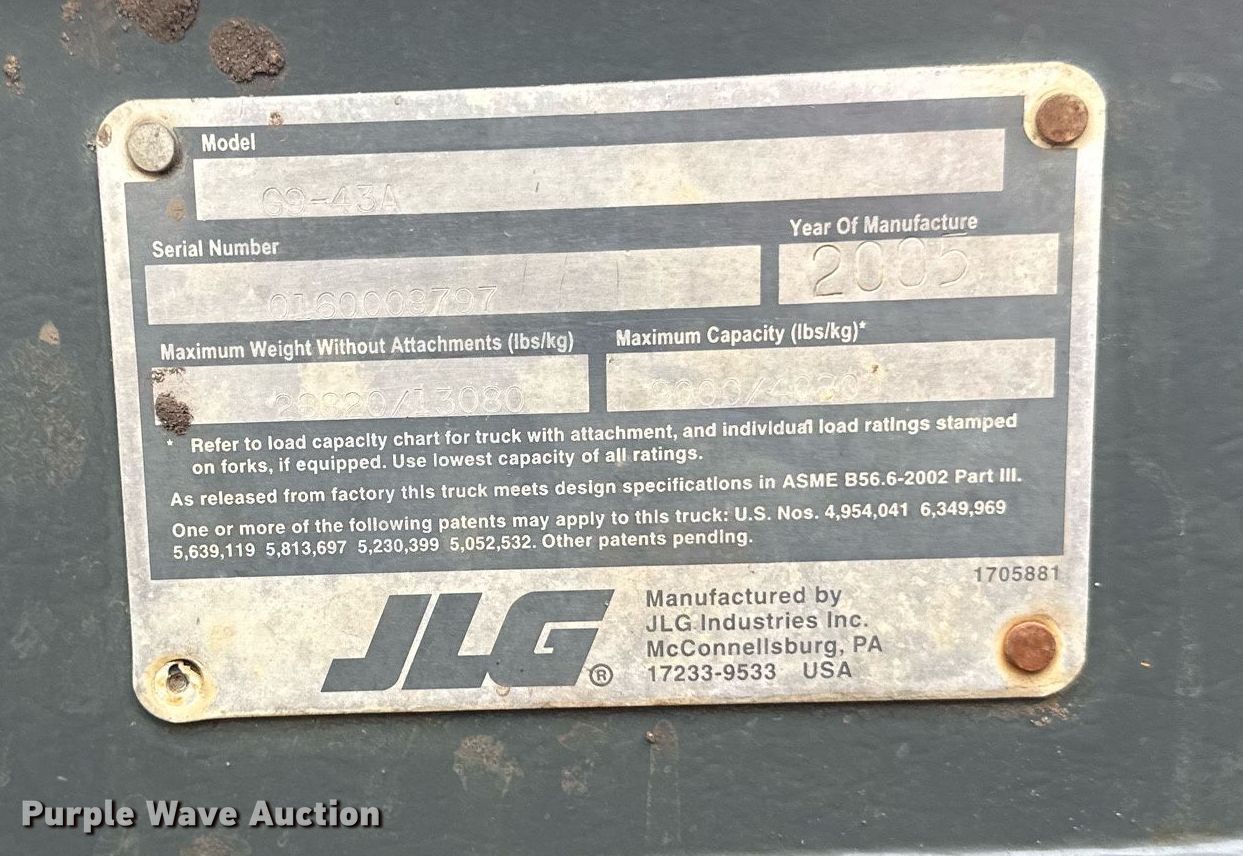 Model
G9-43A
Serial Number
0160008797
Year Of Manufacture
2005
Maximum Weight Without Attachments (lbs/kg)
Maximum Capacity (lbs/kg)*
/13080
9000/
* Refer to load capacity chart for truck with attachment, and individual load ratings stamped
on forks, if equipped. Use lowest capacity of all ratings.
As released from factory this truck meets design specifications in ASME B56.6-2002 Part III.
One or more of the following patents may apply to this truck: U.S. Nos. 4,954,041 6,349,969
5,639,119 5,813,697 5,230,399 5,052,532. Other patents pending.
1705881
JLG®
Manufactured by
JLG Industries Inc.
McConnellsburg, PA
17233-9533 USA
Purple Wave Auction